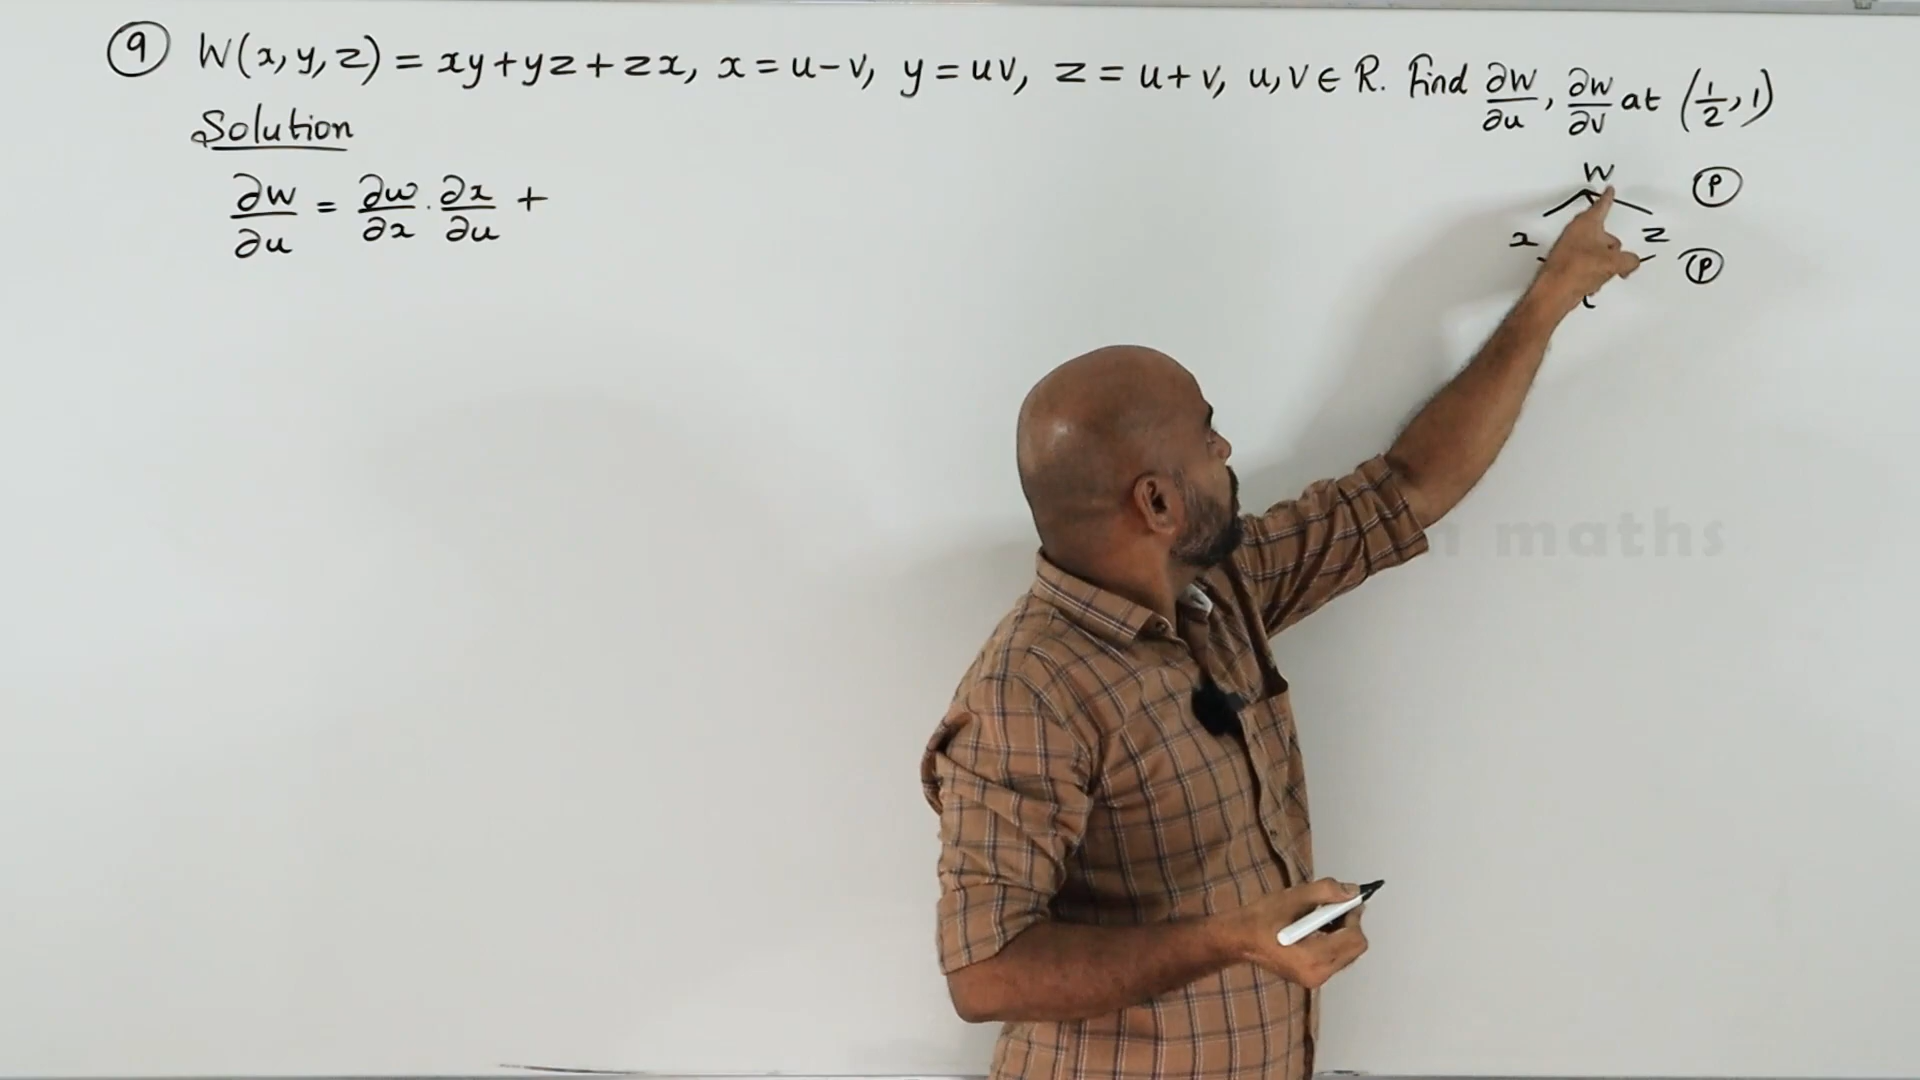 ⑨ W(x,y,z) = xy+yz+zx, x=u−v, y=uv, z=u+v, u,v∈R. Find ∂W/∂u, ∂W/∂v at (1/2, 1)
Solution
∂w/∂u = ∂w/∂x · ∂x/∂u +
W Ⓟ
x z Ⓟ
maths